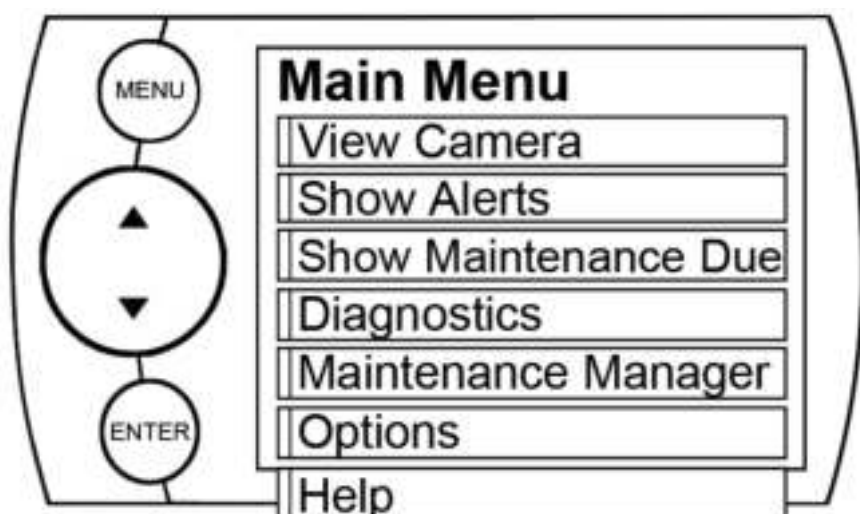 MENU
ENTER
Main Menu
View Camera
Show Alerts
Show Maintenance Due
Diagnostics
Maintenance Manager
Options
Help